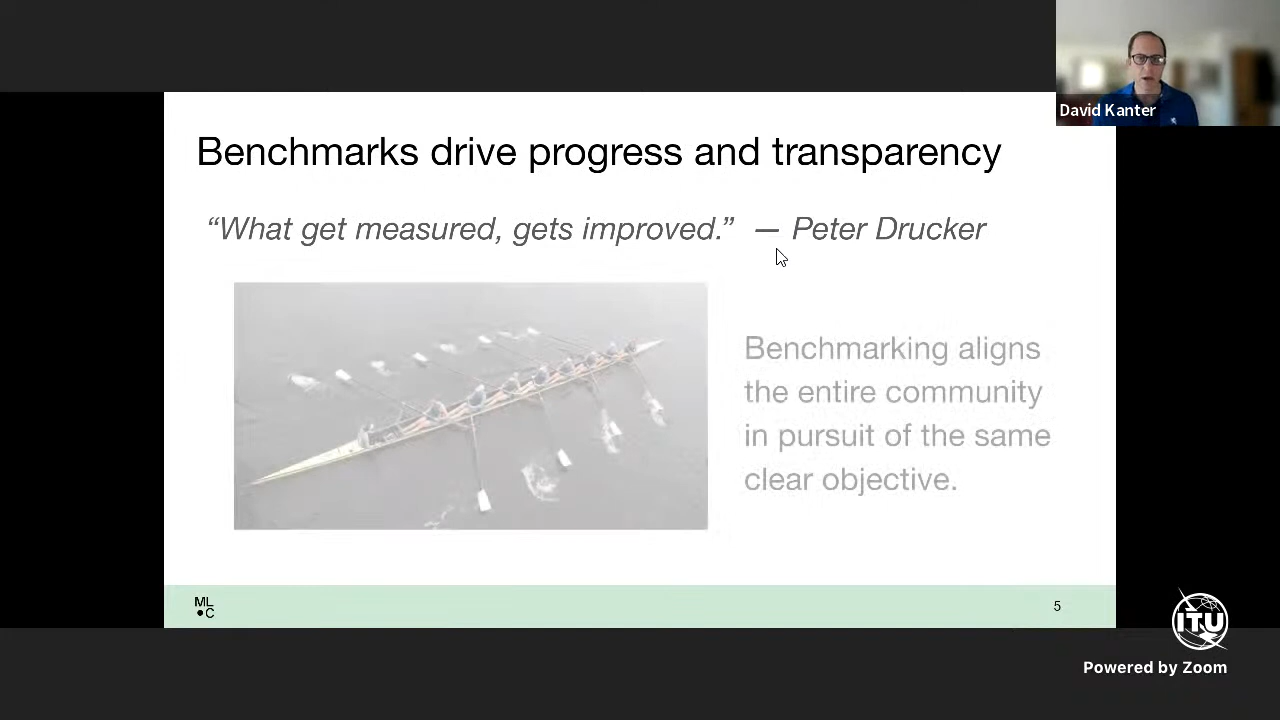 David Kanter
Benchmarks drive progress and transparency
“What get measured, gets improved.” — Peter Drucker
Benchmarking aligns
the entire community
in pursuit of the same
clear objective.
ML
C
5
ITU
Powered by Zoom